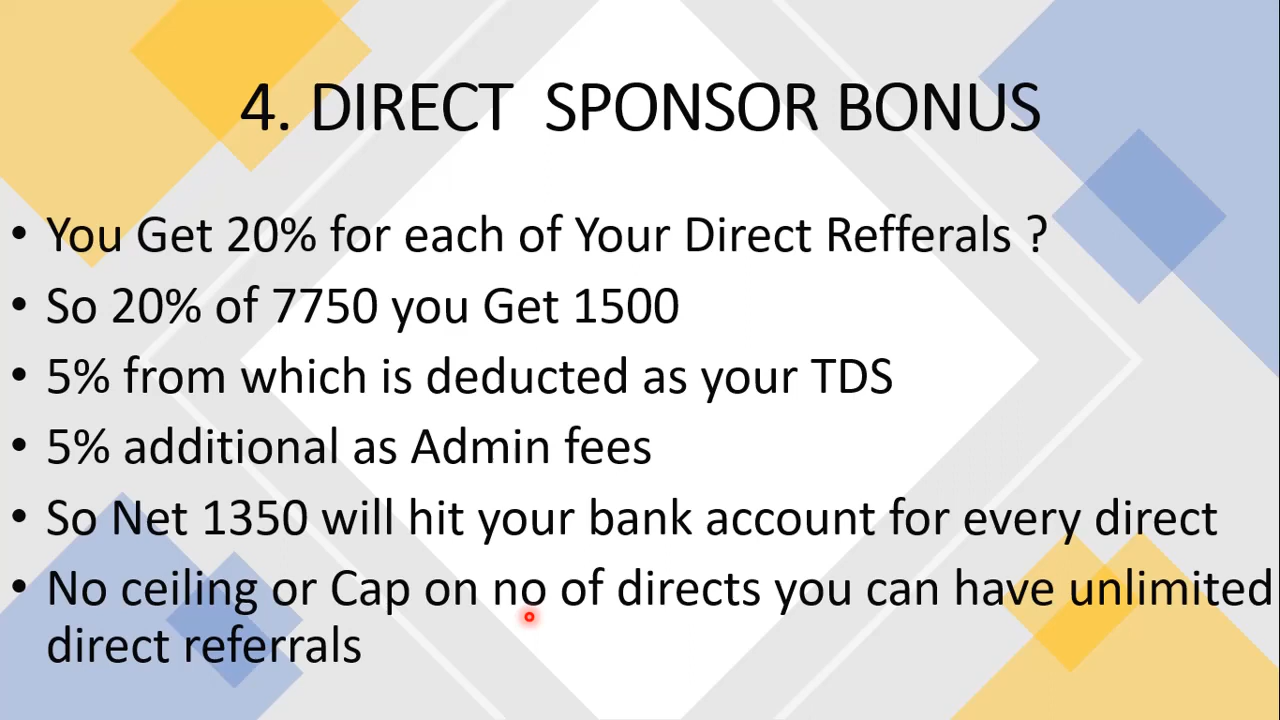 4. DIRECT SPONSOR BONUS
• You Get 20% for each of Your Direct Refferals ?
• So 20% of 7750 you Get 1500
• 5% from which is deducted as your TDS
• 5% additional as Admin fees
• So Net 1350 will hit your bank account for every direct
• No ceiling or Cap on no of directs you can have unlimited
direct referrals